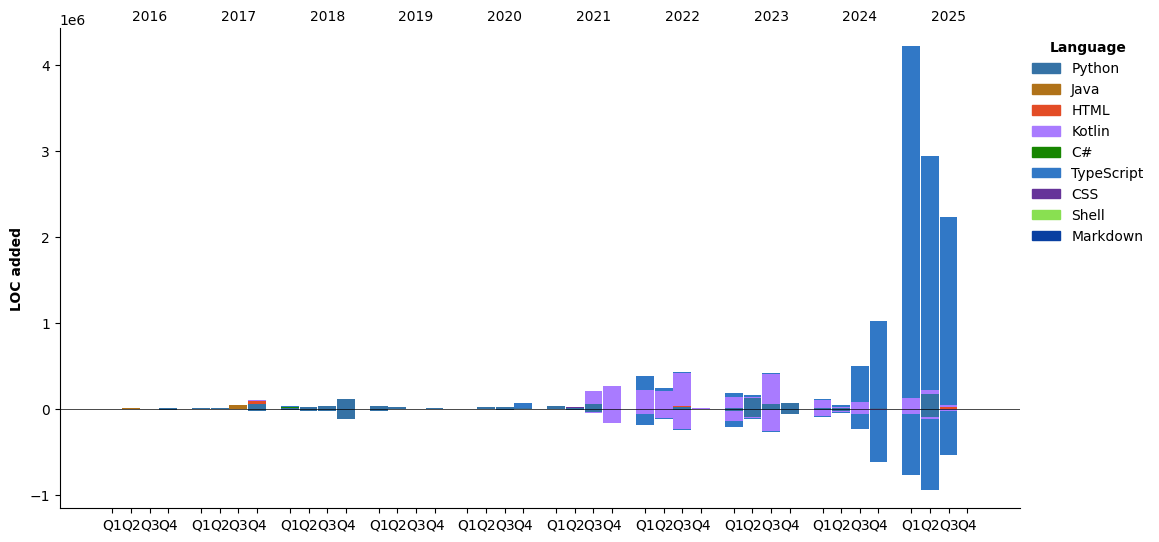 1e6 2016 2017 2018 2019 2020 2021 2022 2023 2024 2025
Language
Python
Java
HTML
Kotlin
C#
TypeScript
CSS
Shell
Markdown
LOC added
4
3
2
1
0
−1
Q1Q2Q3Q4 Q1Q2Q3Q4 Q1Q2Q3Q4 Q1Q2Q3Q4 Q1Q2Q3Q4 Q1Q2Q3Q4 Q1Q2Q3Q4 Q1Q2Q3Q4 Q1Q2Q3Q4 Q1Q2Q3Q4